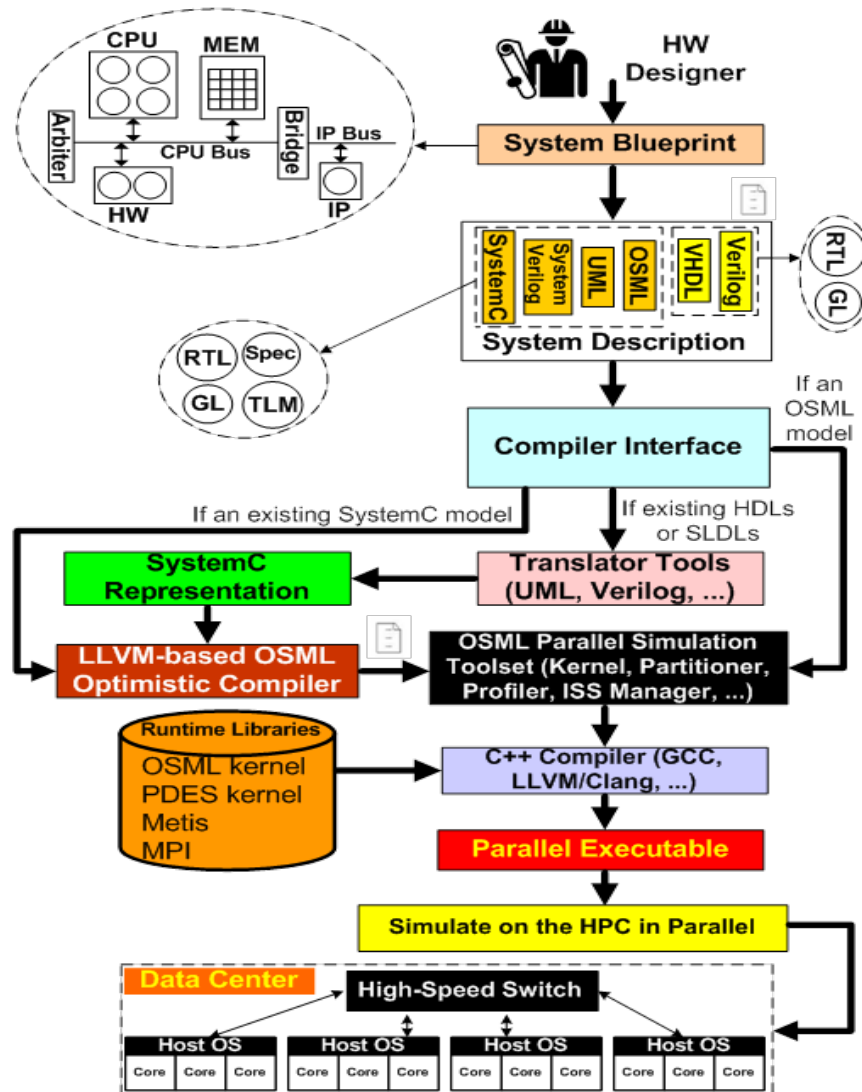 CPU
MEM
HW
Designer
Arbiter
Bridge
IP Bus
CPU Bus
HW
IP
System Blueprint
SystemC
System
Verilog
UML
OSML
VHDL
Verilog
System Description
RTL
GL
RTL
Spec
GL
TLM
If an
OSML
model
Compiler Interface
If an existing SystemC model
If existing HDLs
or SLDLs
SystemC
Representation
Translator Tools
(UML, Verilog, ...)
LLVM-based OSML
Optimistic Compiler
OSML Parallel Simulation
Toolset (Kernel, Partitioner,
Profiler, ISS Manager, ...)
Runtime Libraries
OSML kernel
PDES kernel
Metis
MPI
C++ Compiler (GCC,
LLVM/Clang, ...)
Parallel Executable
Simulate on the HPC in Parallel
Data Center
High-Speed Switch
Host OS
Host OS
Host OS
Host OS
Core Core Core
Core Core Core
Core Core Core
Core Core Core